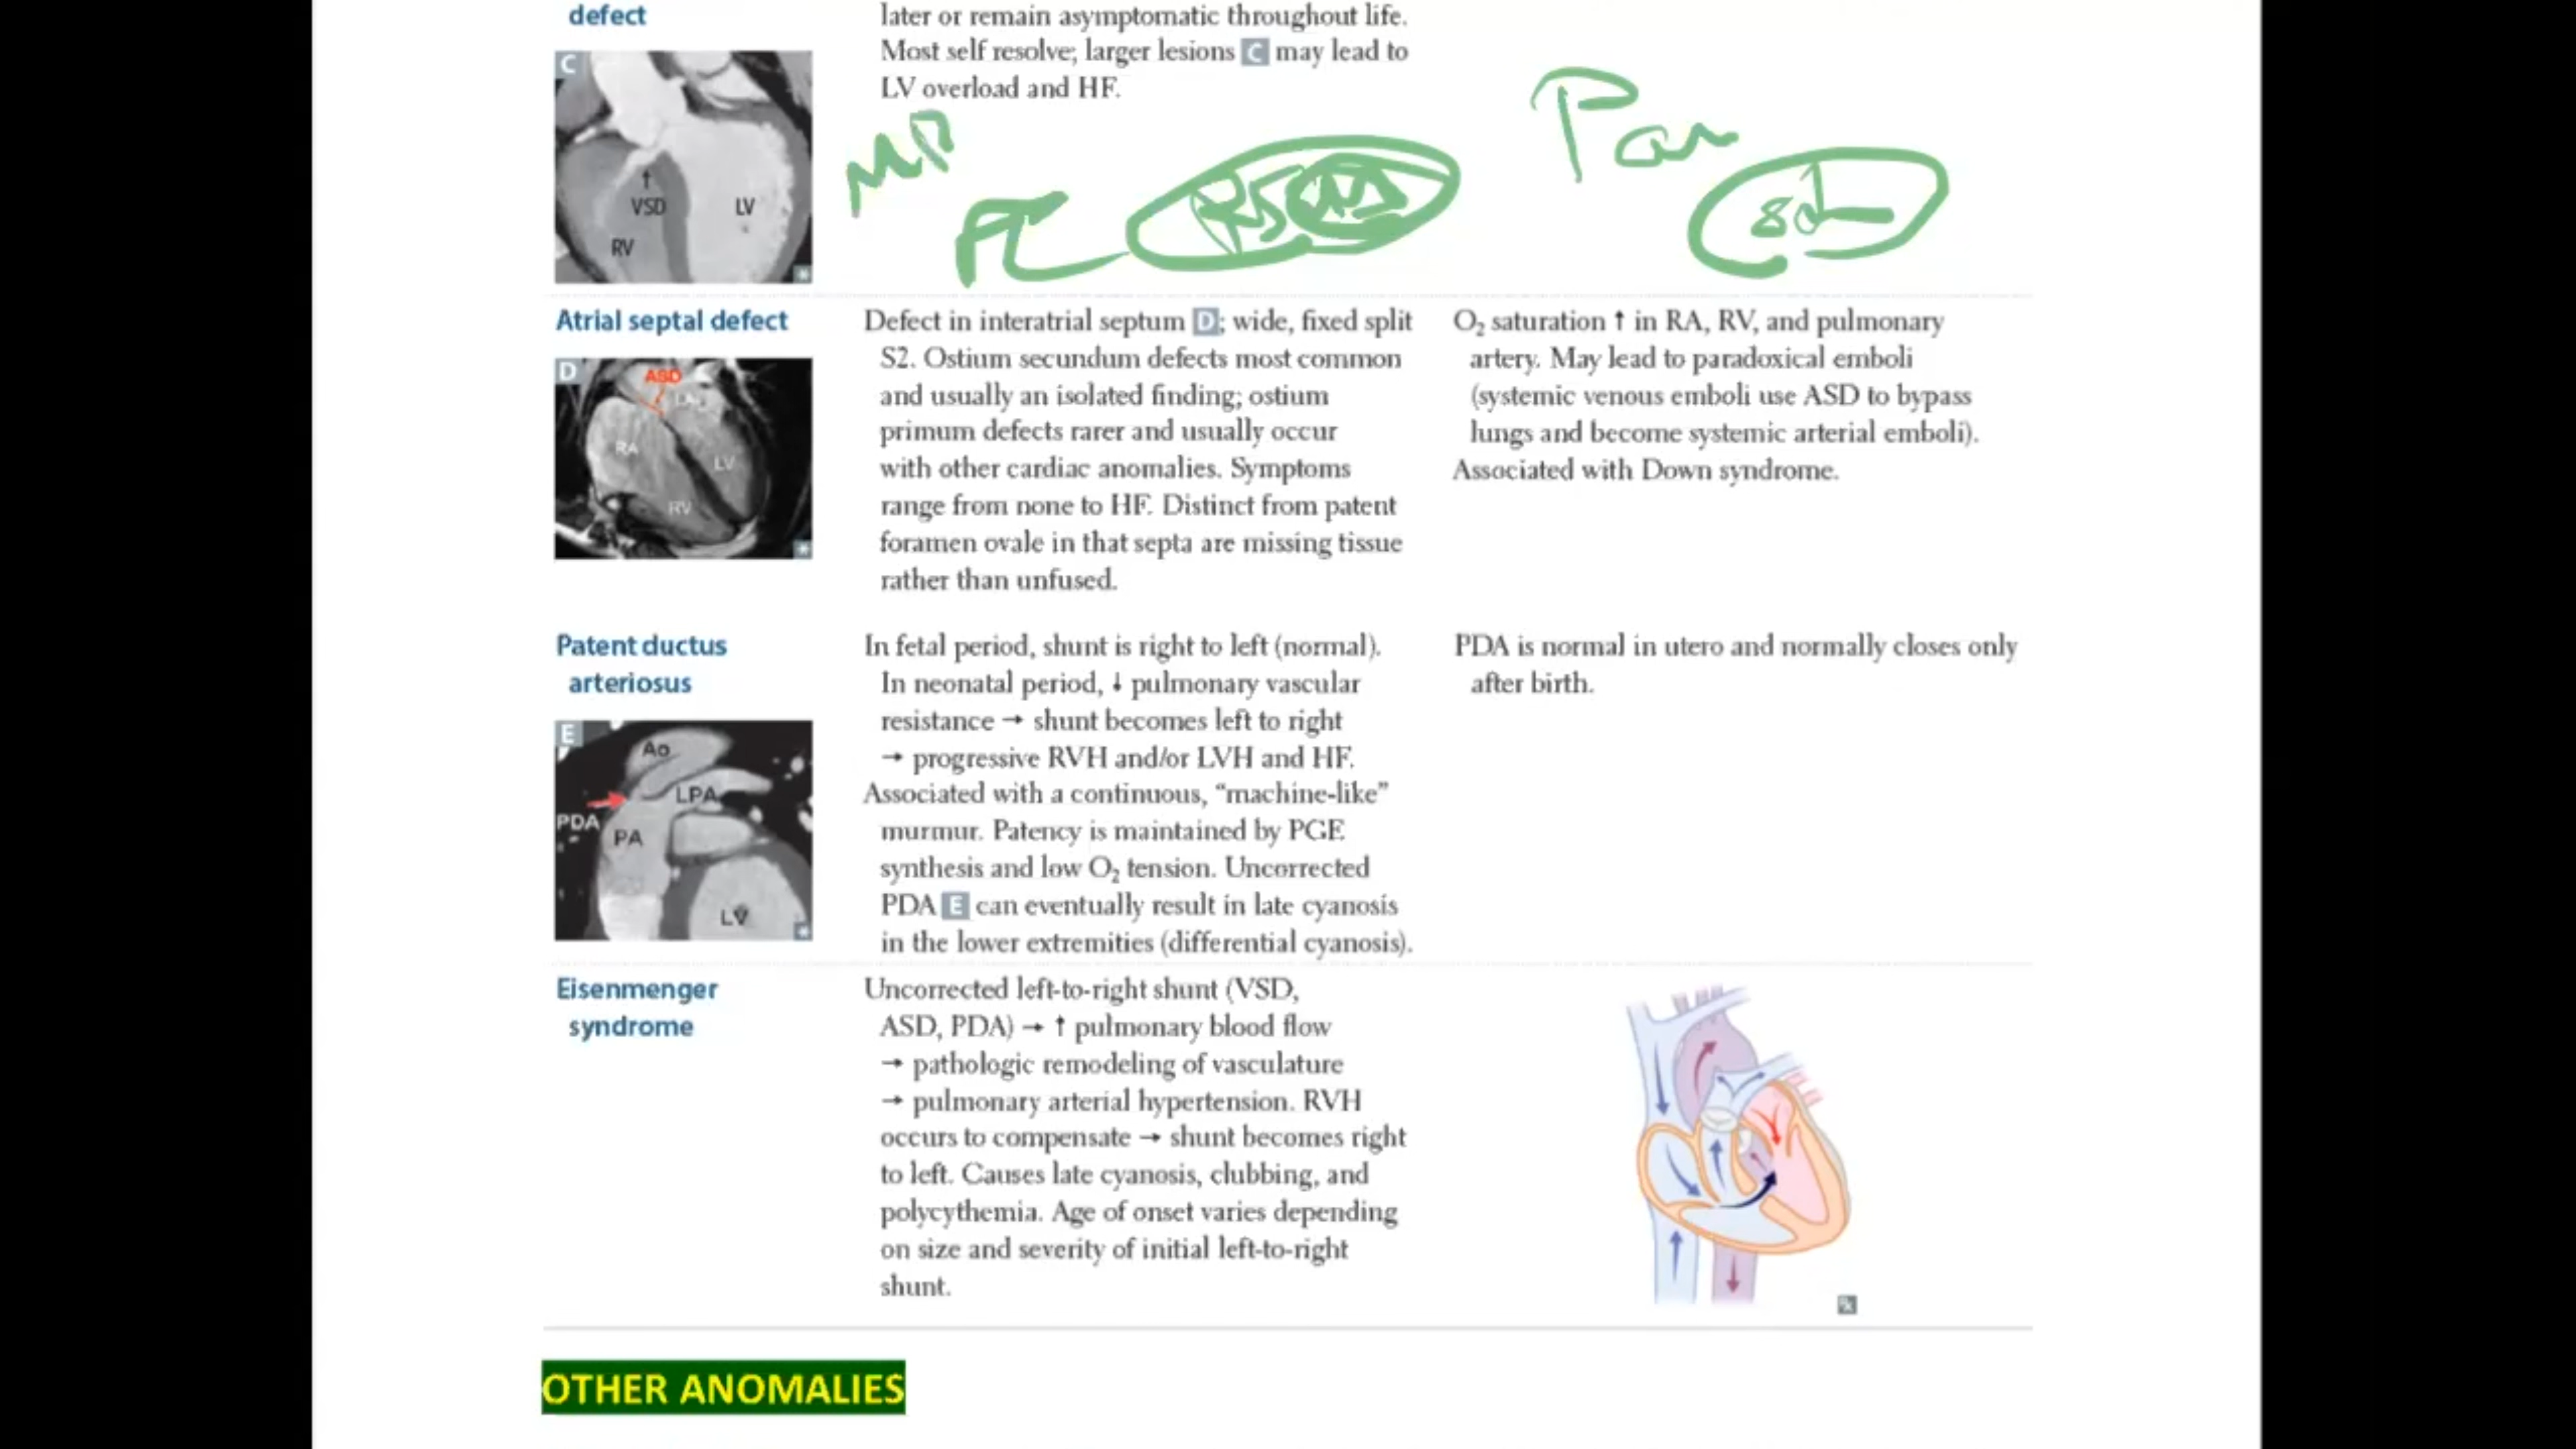 defect
later or remain asymptomatic throughout life.
Most self resolve; larger lesions C may lead to
LV overload and HF.
C
VSD
LV
RV
Pan
Atrial septal defect
D
ASD
LA
RA
LV
RV
Defect in interatrial septum D; wide, fixed split
S2. Ostium secundum defects most common
and usually an isolated finding; ostium
primum defects rarer and usually occur
with other cardiac anomalies. Symptoms
range from none to HF. Distinct from patent
foramen ovale in that septa are missing tissue
rather than unfused.
O₂ saturation ↑ in RA, RV, and pulmonary
artery. May lead to paradoxical emboli
(systemic venous emboli use ASD to bypass
lungs and become systemic arterial emboli).
Associated with Down syndrome.
Patent ductus
arteriosus
E
Ao
LPA
PDA
PA
LV
In fetal period, shunt is right to left (normal).
In neonatal period, ↓ pulmonary vascular
resistance → shunt becomes left to right
→ progressive RVH and/or LVH and HF.
Associated with a continuous, “machine-like”
murmur. Patency is maintained by PGE
synthesis and low O₂ tension. Uncorrected
PDA E can eventually result in late cyanosis
in the lower extremities (differential cyanosis).
PDA is normal in utero and normally closes only
after birth.
Eisenmenger
syndrome
Uncorrected left-to-right shunt (VSD,
ASD, PDA) → ↑ pulmonary blood flow
→ pathologic remodeling of vasculature
→ pulmonary arterial hypertension. RVH
occurs to compensate → shunt becomes right
to left. Causes late cyanosis, clubbing, and
polycythemia. Age of onset varies depending
on size and severity of initial left-to-right
shunt.
OTHER ANOMALIES